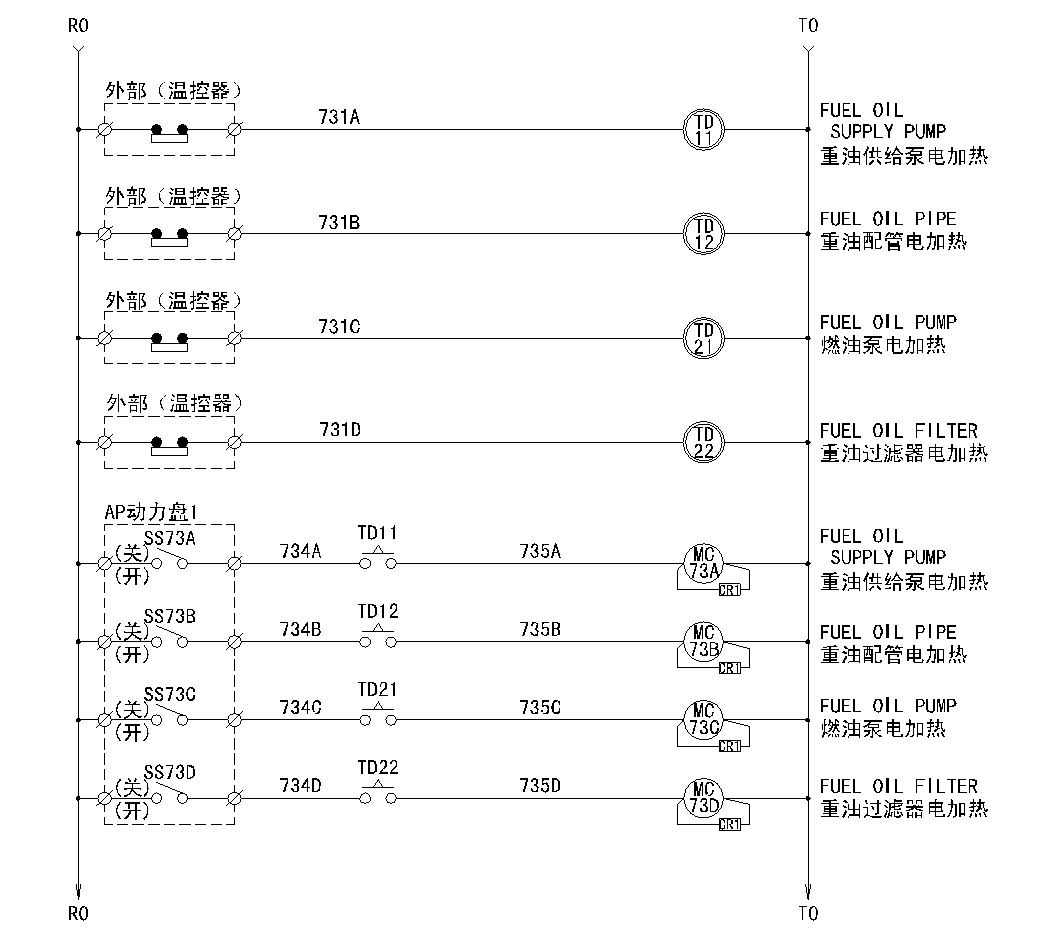 R0
T0
外部（温控器）
731A
TD
11
FUEL OIL
SUPPLY PUMP
重油供给泵电加热
外部（温控器）
731B
TD
12
FUEL OIL PIPE
重油配管电加热
外部（温控器）
731C
TD
21
FUEL OIL PUMP
燃油泵电加热
外部（温控器）
731D
TD
22
FUEL OIL FILTER
重油过滤器电加热
AP动力盘1
SS73A
(关)
(开)
734A
TD11
735A
MC
73A
CR1
FUEL OIL
SUPPLY PUMP
重油供给泵电加热
SS73B
(关)
(开)
734B
TD12
735B
MC
73B
CR1
FUEL OIL PIPE
重油配管电加热
SS73C
(关)
(开)
734C
TD21
735C
MC
73C
CR1
FUEL OIL PUMP
燃油泵电加热
SS73D
(关)
(开)
734D
TD22
735D
MC
73D
CR1
FUEL OIL FILTER
重油过滤器电加热
R0
T0